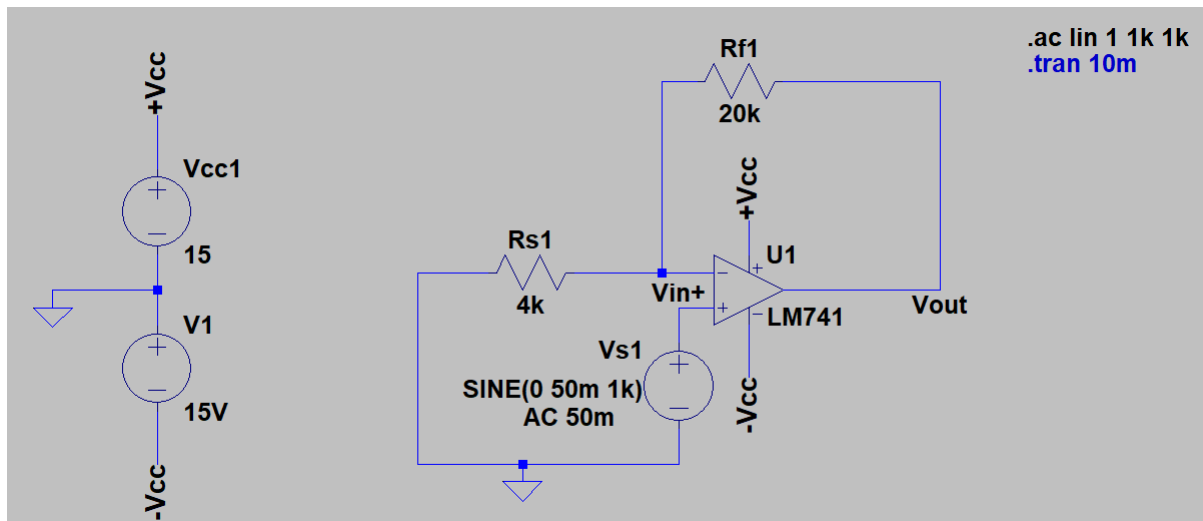 .ac lin 1 1k 1k
.tran 10m
+Vcc
Vcc1
15
V1
15V
-Vcc
Rf1
20k
+Vcc
Rs1
4k
Vin+
U1
LM741
Vout
Vs1
SINE(0 50m 1k)
AC 50m
-Vcc